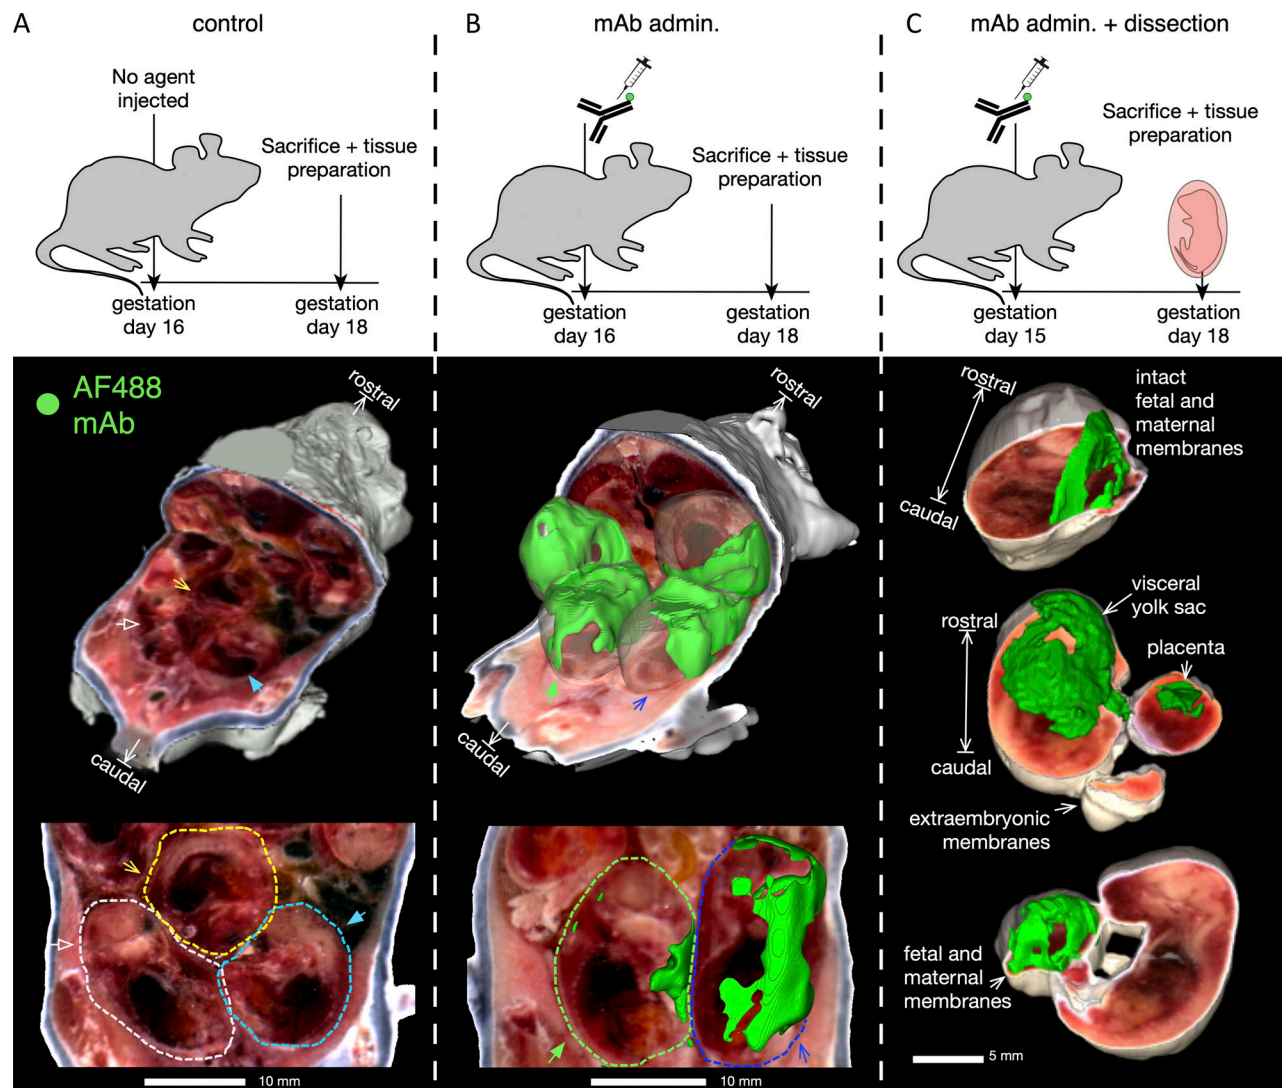 A
control
No agent
injected
Sacrifice + tissue
preparation
gestation
day 16
gestation
day 18
B
mAb admin.
Sacrifice + tissue
preparation
gestation
day 16
gestation
day 18
C
mAb admin. + dissection
Sacrifice + tissue
preparation
gestation
day 15
gestation
day 18
AF488
mAb
rostral
caudal
10 mm
rostral
caudal
10 mm
rostral
caudal
intact
fetal and
maternal
membranes
visceral
yolk sac
rostral
placenta
caudal
extraembryonic
membranes
fetal and
maternal
membranes
5 mm